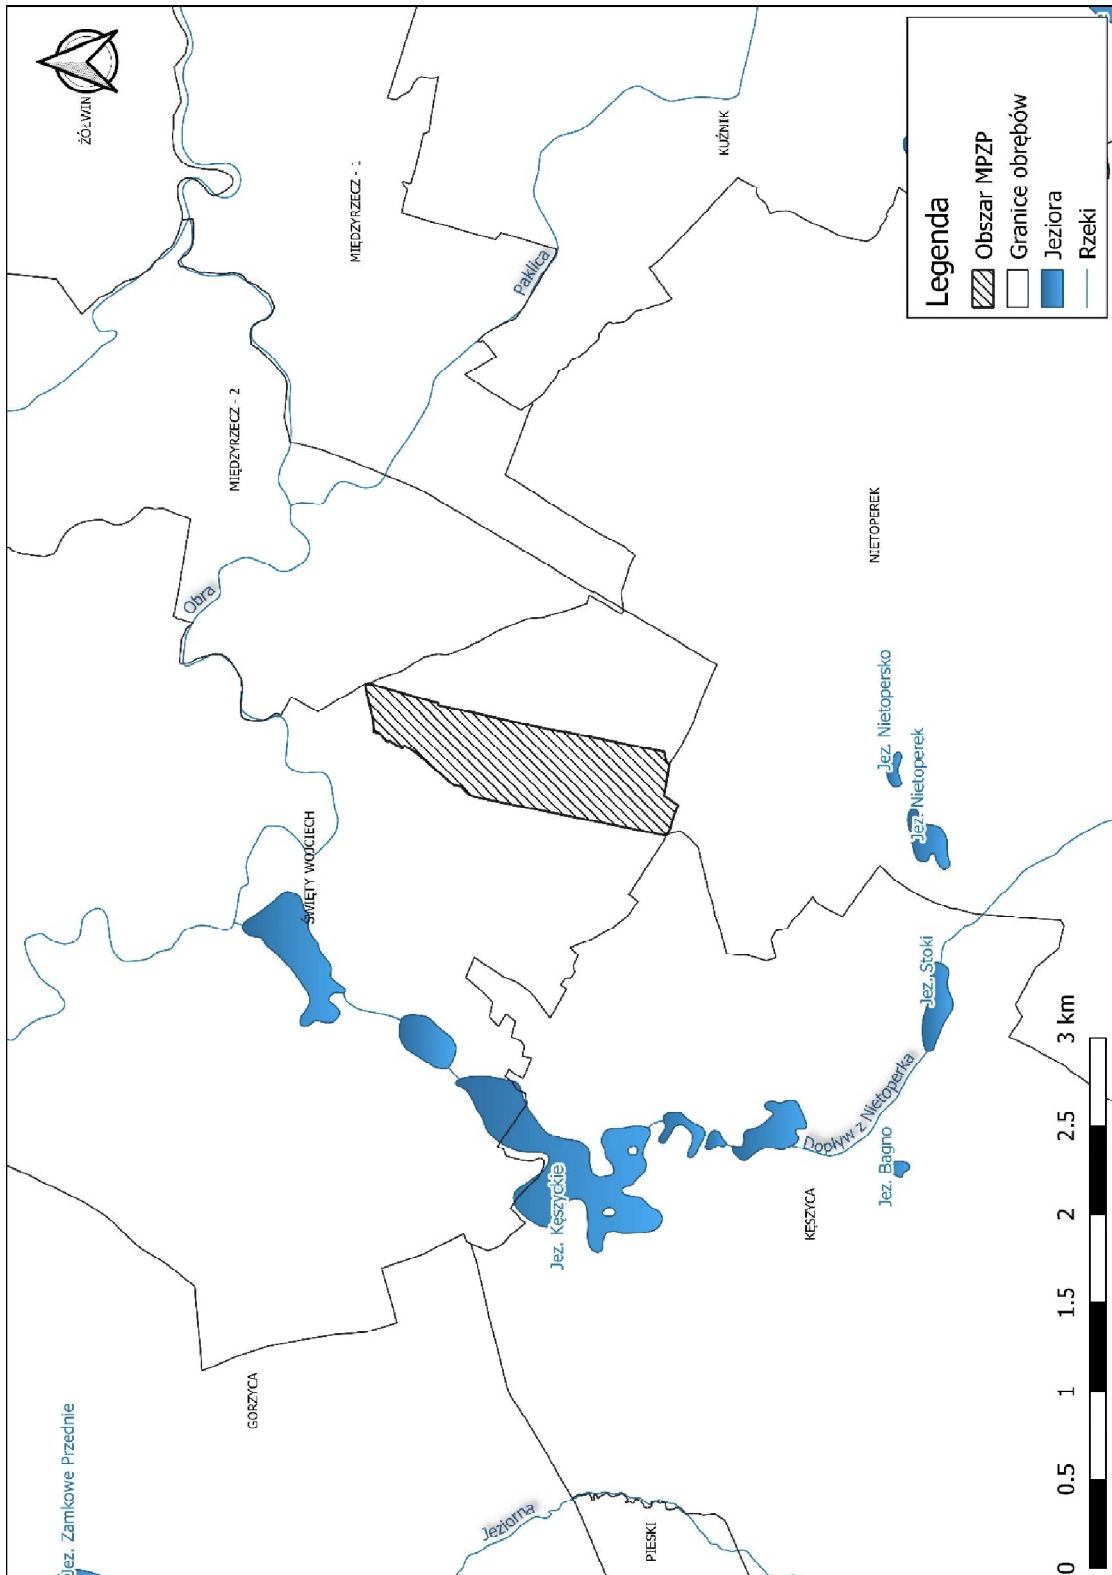 Jez. Zamkowe Przednie
GORZYCA
ŚWIĘTY WOJCIECH
Obra
MIĘDZYRZECZ - 2
ŻÓŁWIN
MIĘDZYRZECZ - 1
Paklica
KUŹNIK
Jeziorna
PIESKI
Jez. Kęszyckie
KĘSZYCA
Dopływ z Nietoperka
Jez. Bagno
Jez. Stoki
Jez. Nietopersko
Jez. Nietoperek
NIETOPEREK
Legenda
Obszar MPZP
Granice obrębów
Jeziora
Rzeki
0 0.5 1 1.5 2 2.5 3 km